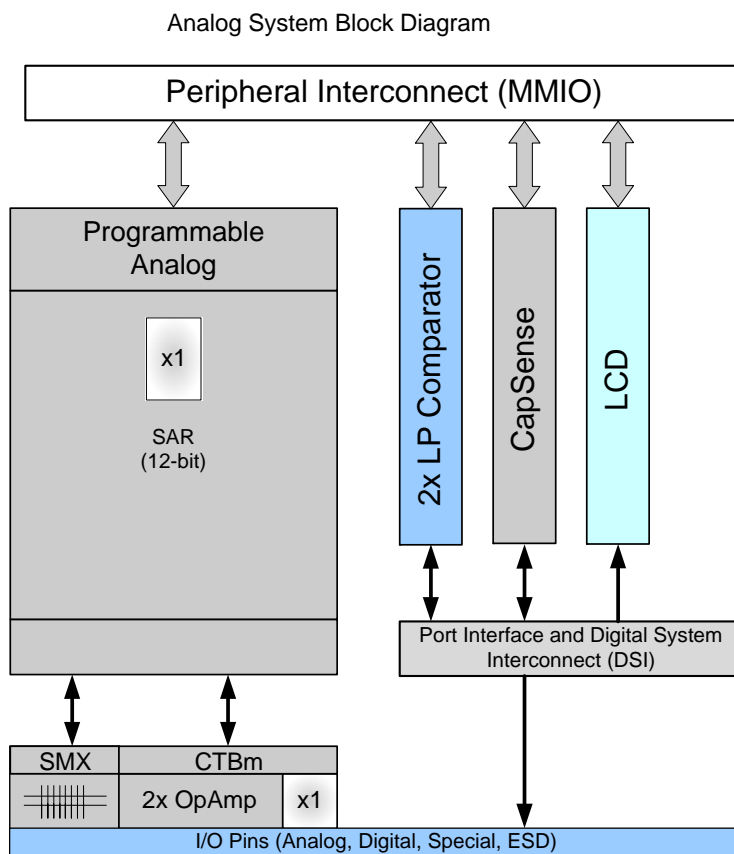 Analog System Block Diagram
Peripheral Interconnect (MMIO)
Programmable
Analog
x1
SAR
(12-bit)
2x LP Comparator
CapSense
LCD
Port Interface and Digital System
Interconnect (DSI)
SMX
CTBm
2x OpAmp
x1
I/O Pins (Analog, Digital, Special, ESD)